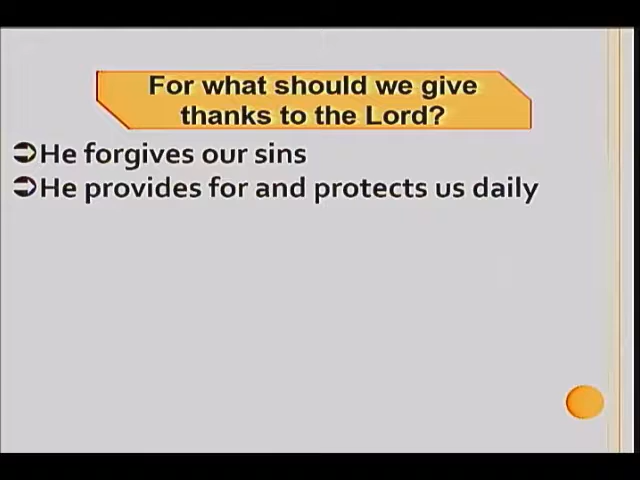 For what should we give
thanks to the Lord?
➲He forgives our sins
➲He provides for and protects us daily